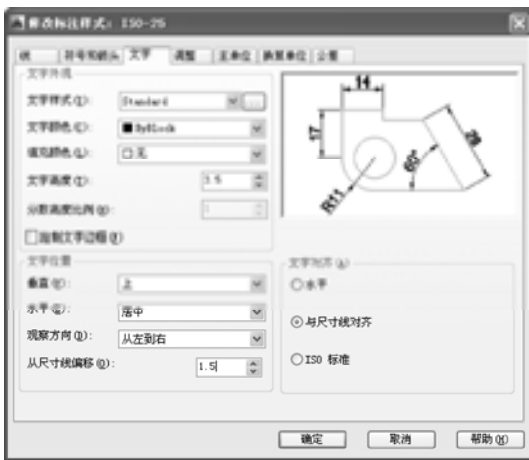 修改标注样式: ISO-25
线 符号和箭头 文字 调整 主单位 换算单位 公差
文字外观
文字样式(Y): Standard ...
文字颜色(C): ByBlock
填充颜色(L): 无
文字高度(T): 3.5
分数高度比例(H): 1
绘制文字边框(F)
文字位置
垂直(V): 上
水平(Z): 居中
观察方向(D): 从左到右
从尺寸线偏移(O): 1.5
14
17
28
60°
R11
文字对齐(A)
水平
与尺寸线对齐
ISO 标准
确定 取消 帮助(H)